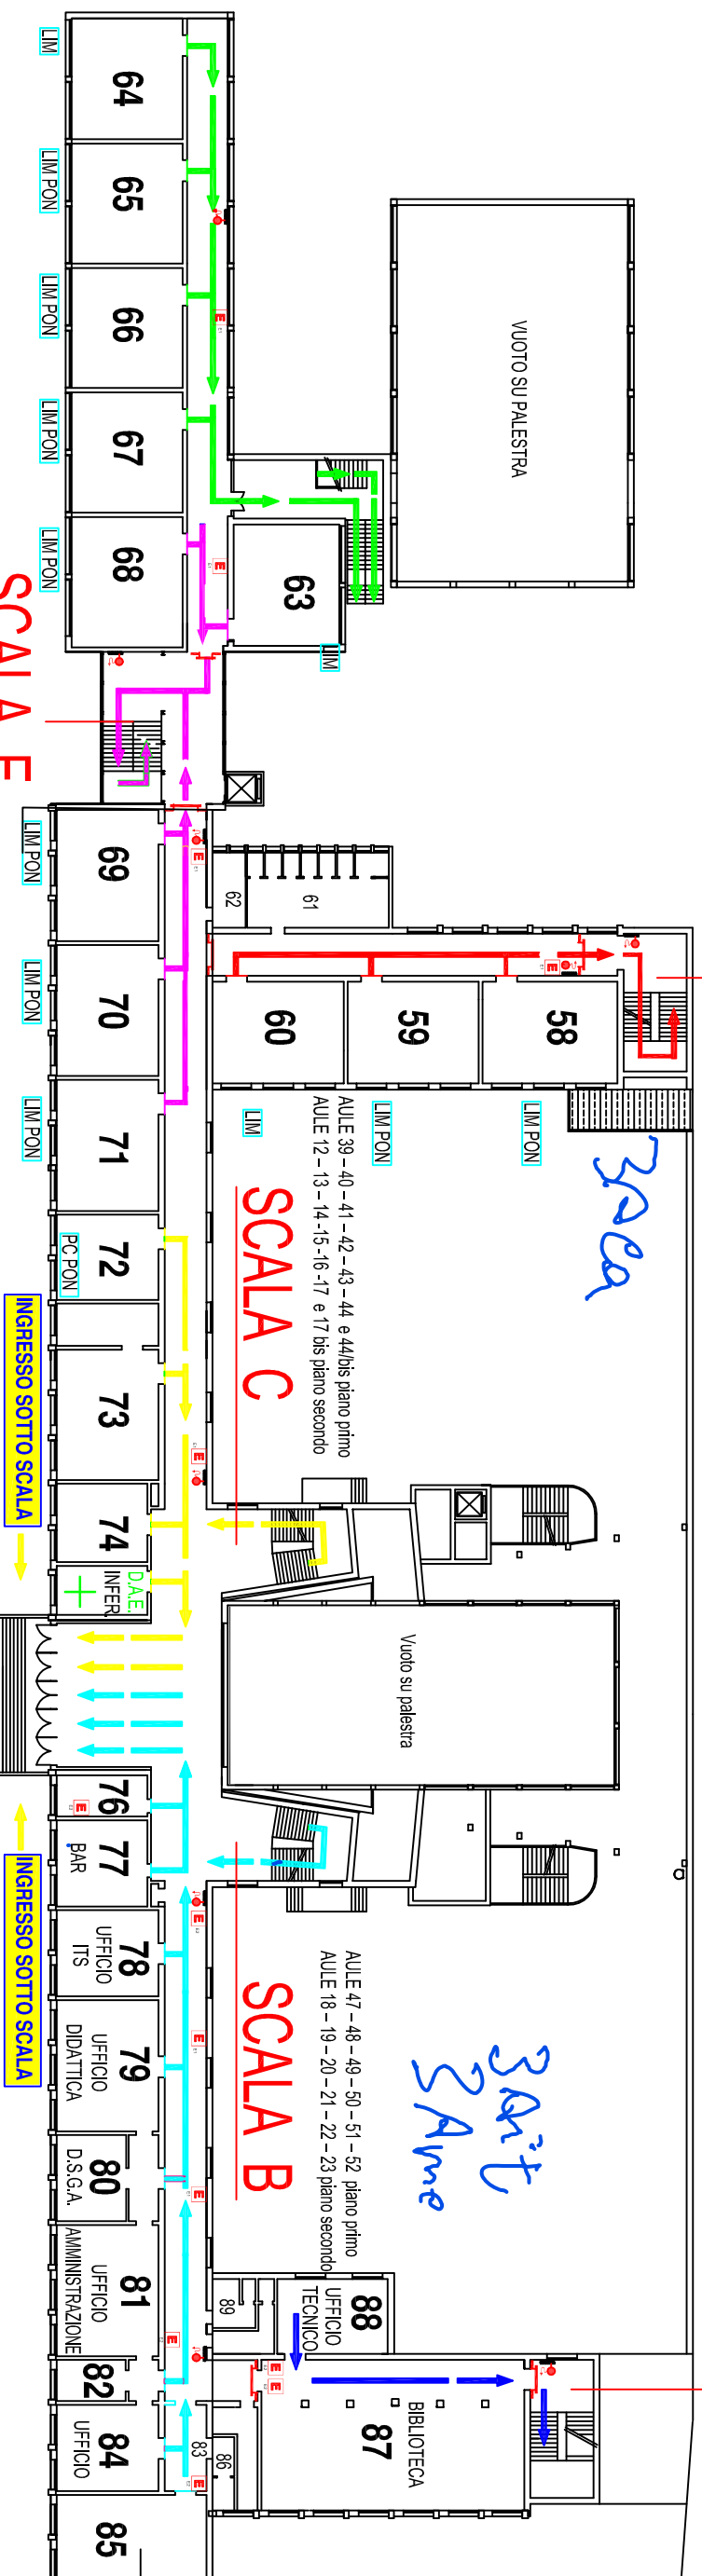 64
LIM
65
LIM PON
66
LIM PON
67
LIM PON
68
LIM PON
63
LIM
VUOTO SU PALESTRA
SCALA E
69
LIM PON
70
LIM PON
71
LIM PON
62
61
60
LIM
59
LIM PON
58
LIM PON
AULE 39 – 40 – 41 – 42 – 43 – 44 e 44/bis piano primo
AULE 12 – 13 – 14 -15 -16 -17 e 17 bis piano secondo
SCALA C
72
PC PON
73
74
D.A.E.
INFER.
INGRESSO SOTTO SCALA
Vuoto su palestra
76
E
77
BAR
INGRESSO SOTTO SCALA
78
UFFICIO
ITS
79
UFFICIO
DIDATTICA
80
D.S.G.A.
81
UFFICIO
AMMINISTRAZIONE
82
84
UFFICIO
83
85
86
AULE 47 – 48 – 49 – 50 – 51 – 52 piano primo
AULE 18 – 19 – 20 – 21 – 22 – 23 piano secondo
SCALA B
88
UFFICIO
TECNICO
89
BIBLIOTECA
87